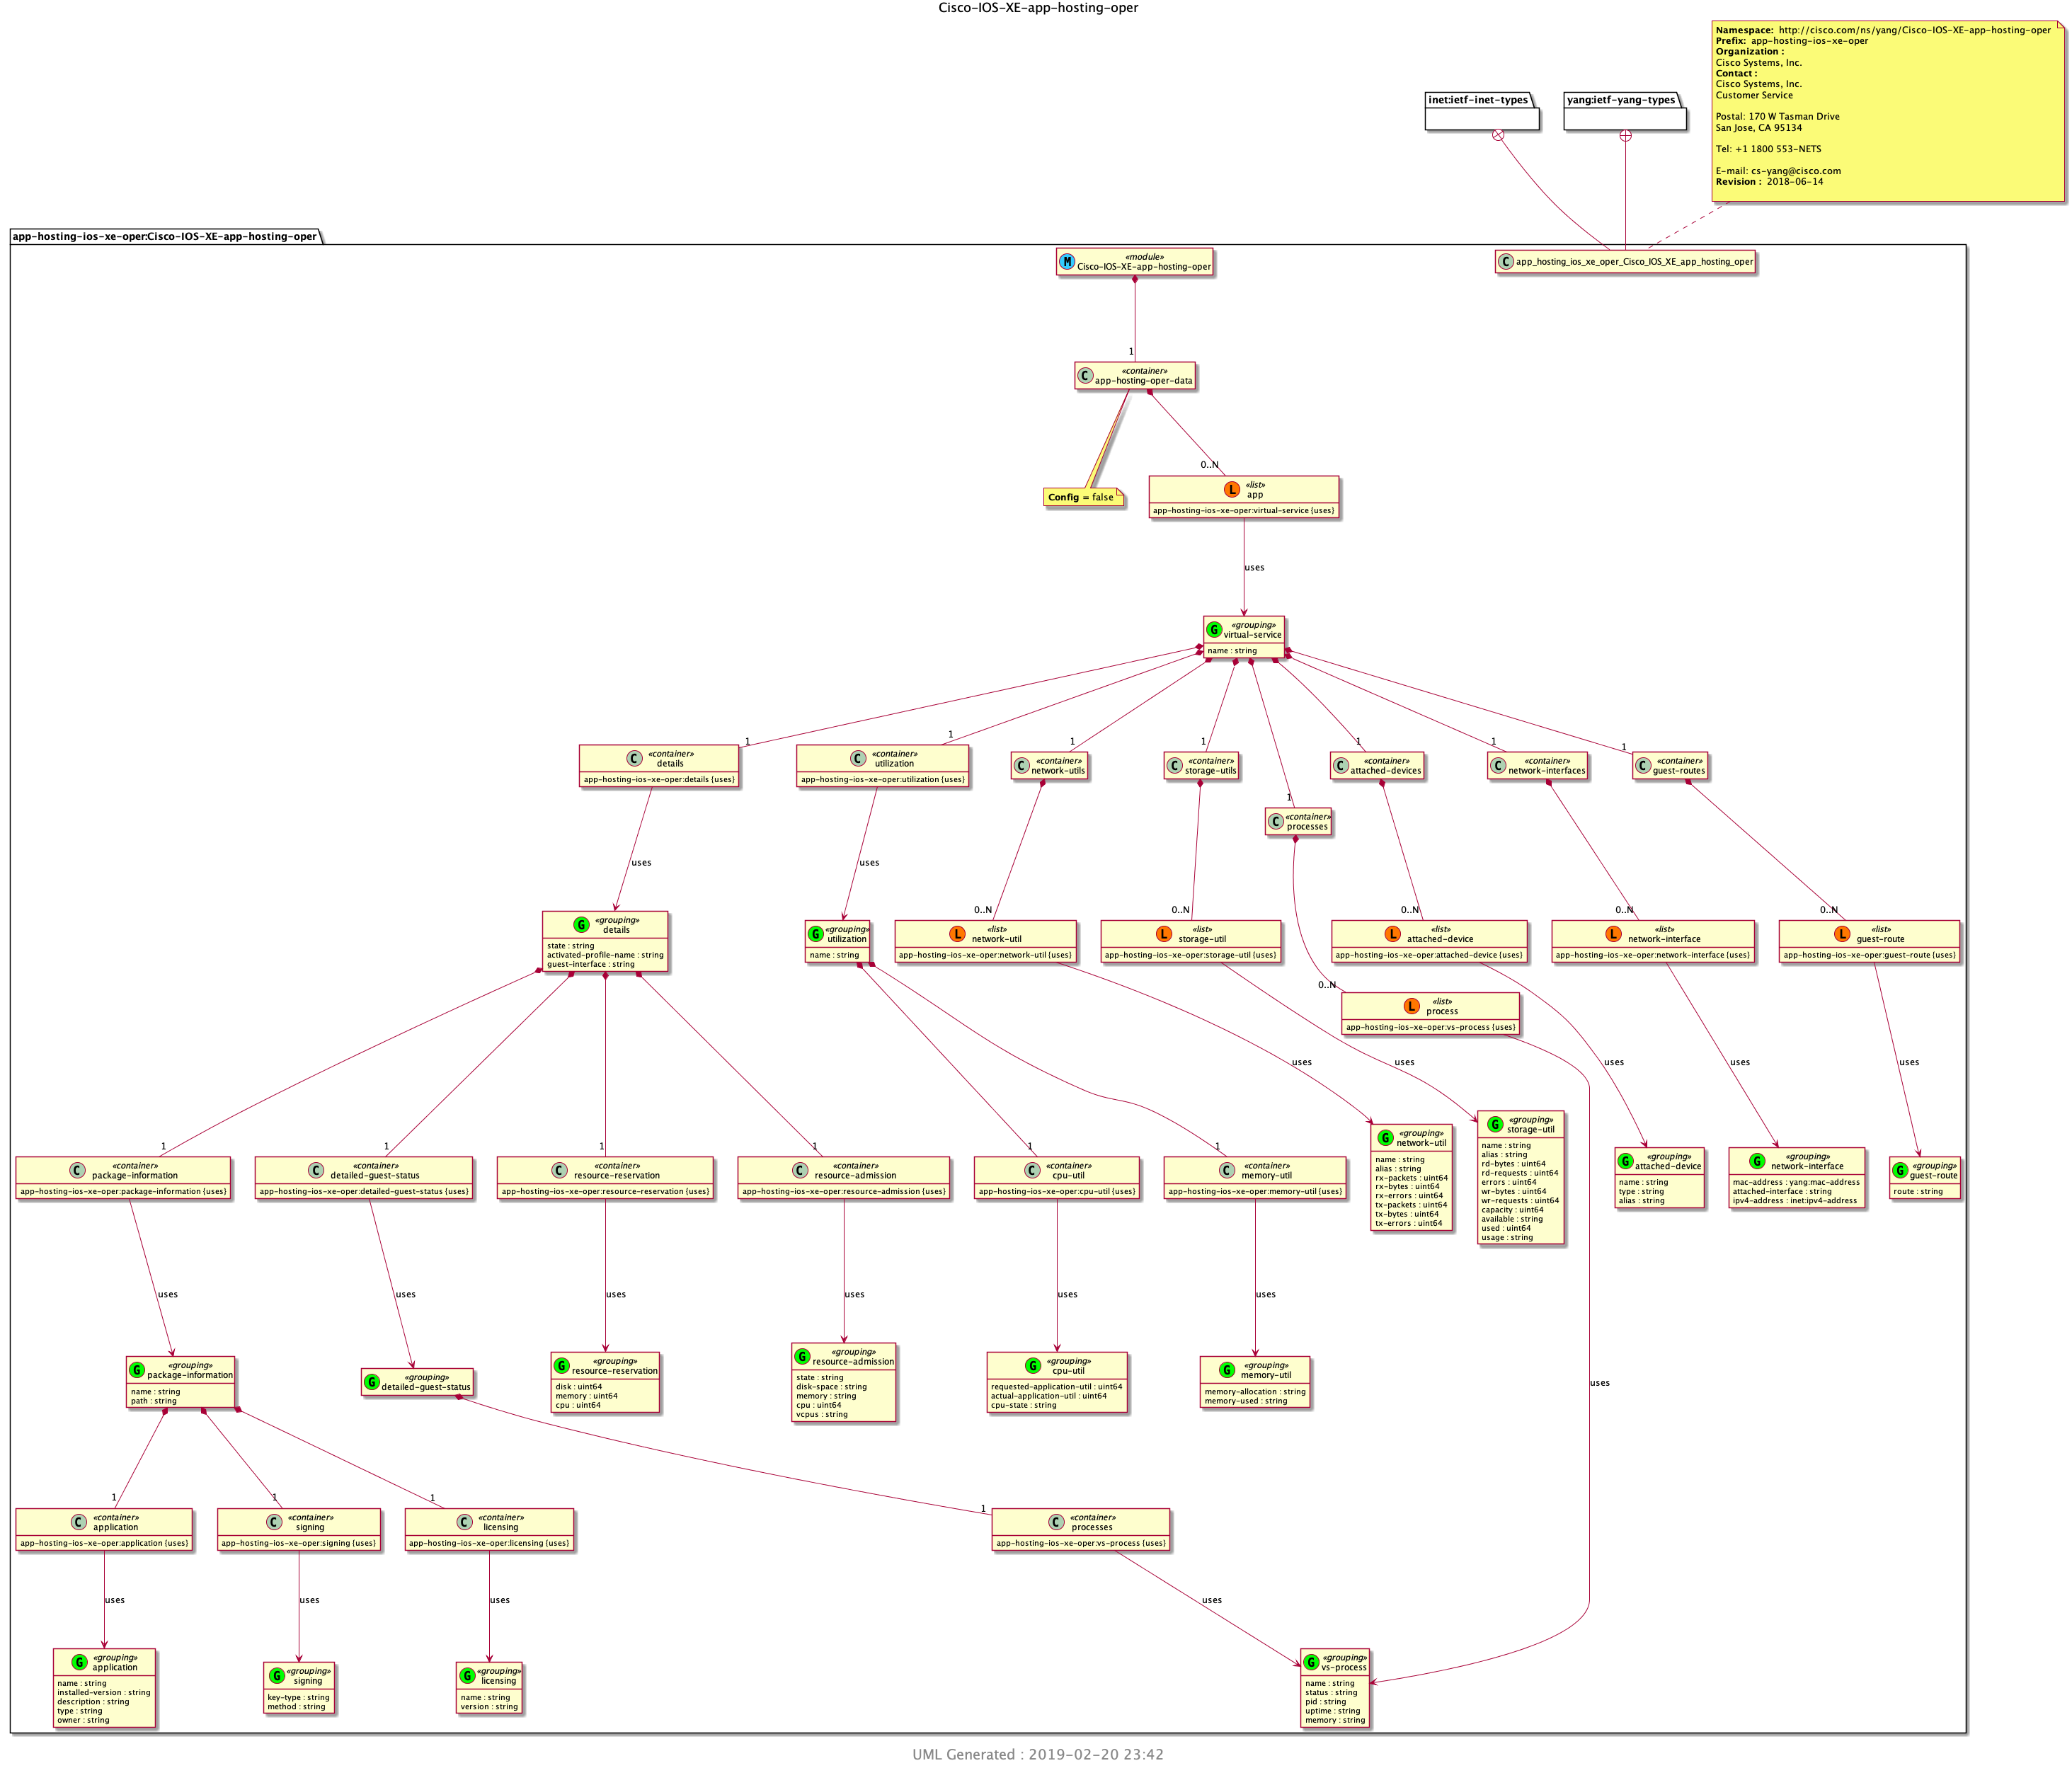 Cisco-IOS-XE-app-hosting-oper
Namespace: http://cisco.com/ns/yang/Cisco-IOS-XE-app-hosting-oper
Prefix: app-hosting-ios-xe-oper
Organization :
Cisco Systems, Inc.
Contact :
Cisco Systems, Inc.
Customer Service
Postal: 170 W Tasman Drive
San Jose, CA 95134
Tel: +1 1800 553-NETS
E-mail: cs-yang@cisco.com
Revision : 2018-06-14
inet:ietf-inet-types
yang:ietf-yang-types
app-hosting-ios-xe-oper:Cisco-IOS-XE-app-hosting-oper
M
«module»
Cisco-IOS-XE-app-hosting-oper
C
app_hosting_ios_xe_oper_Cisco_IOS_XE_app_hosting_oper
1
C
«container»
app-hosting-oper-data
0..N
Config = false
L
«list»
app
app-hosting-ios-xe-oper:virtual-service {uses}
uses
G
«grouping»
virtual-service
name : string
1
C
«container»
details
app-hosting-ios-xe-oper:details {uses}
1
C
«container»
utilization
app-hosting-ios-xe-oper:utilization {uses}
1
C
«container»
network-utils
1
C
«container»
storage-utils
1
C
«container»
processes
1
C
«container»
attached-devices
1
C
«container»
network-interfaces
1
C
«container»
guest-routes
uses
uses
G
«grouping»
details
state : string
activated-profile-name : string
guest-interface : string
G
«grouping»
utilization
name : string
0..N
L
«list»
network-util
app-hosting-ios-xe-oper:network-util {uses}
0..N
L
«list»
storage-util
app-hosting-ios-xe-oper:storage-util {uses}
0..N
L
«list»
attached-device
app-hosting-ios-xe-oper:attached-device {uses}
0..N
L
«list»
network-interface
app-hosting-ios-xe-oper:network-interface {uses}
0..N
L
«list»
guest-route
app-hosting-ios-xe-oper:guest-route {uses}
0..N
L
«list»
process
app-hosting-ios-xe-oper:vs-process {uses}
uses
uses
uses
uses
uses
1
C
«container»
package-information
app-hosting-ios-xe-oper:package-information {uses}
1
C
«container»
detailed-guest-status
app-hosting-ios-xe-oper:detailed-guest-status {uses}
1
C
«container»
resource-reservation
app-hosting-ios-xe-oper:resource-reservation {uses}
1
C
«container»
resource-admission
app-hosting-ios-xe-oper:resource-admission {uses}
1
C
«container»
cpu-util
app-hosting-ios-xe-oper:cpu-util {uses}
1
C
«container»
memory-util
app-hosting-ios-xe-oper:memory-util {uses}
G
«grouping»
network-util
name : string
alias : string
rx-packets : uint64
rx-bytes : uint64
rx-errors : uint64
tx-packets : uint64
tx-bytes : uint64
tx-errors : uint64
G
«grouping»
storage-util
name : string
alias : string
rd-bytes : uint64
rd-requests : uint64
errors : uint64
wr-bytes : uint64
wr-requests : uint64
capacity : uint64
available : string
used : uint64
usage : string
G
«grouping»
attached-device
name : string
type : string
alias : string
G
«grouping»
network-interface
mac-address : yang:mac-address
attached-interface : string
ipv4-address : inet:ipv4-address
G
«grouping»
guest-route
route : string
uses
uses
uses
uses
uses
uses
uses
G
«grouping»
package-information
name : string
path : string
G
«grouping»
detailed-guest-status
G
«grouping»
resource-reservation
disk : uint64
memory : uint64
cpu : uint64
G
«grouping»
resource-admission
state : string
disk-space : string
memory : string
cpu : uint64
vcpus : string
G
«grouping»
cpu-util
requested-application-util : uint64
actual-application-util : uint64
cpu-state : string
G
«grouping»
memory-util
memory-allocation : string
memory-used : string
1
C
«container»
application
app-hosting-ios-xe-oper:application {uses}
1
C
«container»
signing
app-hosting-ios-xe-oper:signing {uses}
1
C
«container»
licensing
app-hosting-ios-xe-oper:licensing {uses}
1
C
«container»
processes
app-hosting-ios-xe-oper:vs-process {uses}
uses
uses
uses
uses
G
«grouping»
application
name : string
installed-version : string
description : string
type : string
owner : string
G
«grouping»
signing
key-type : string
method : string
G
«grouping»
licensing
name : string
version : string
G
«grouping»
vs-process
name : string
status : string
pid : string
uptime : string
memory : string
UML Generated : 2019-02-20 23:42